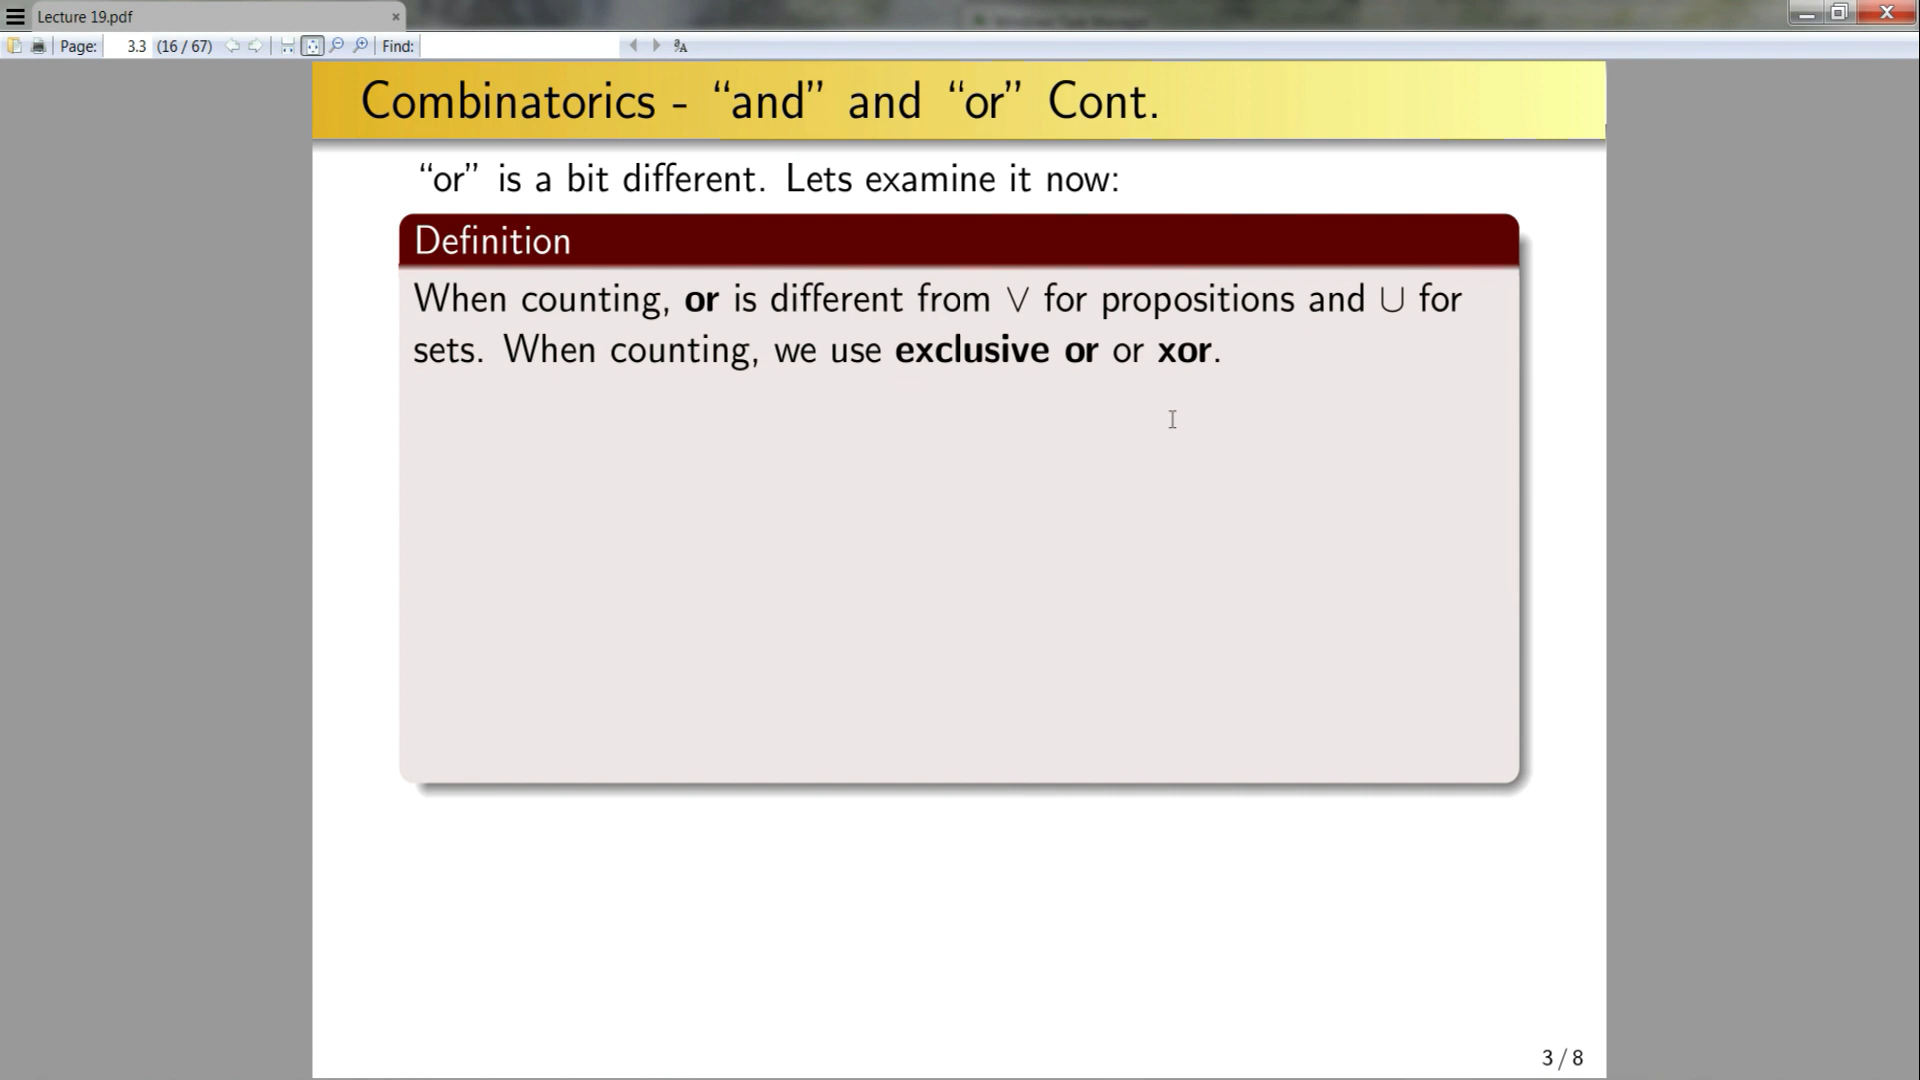 Lecture 19.pdf
Page: 3.3 (16 / 67) Find:
Combinatorics - “and” and “or” Cont.
“or” is a bit different. Lets examine it now:
Definition
When counting, or is different from ∨ for propositions and ∪ for
sets. When counting, we use exclusive or or xor.
3 / 8